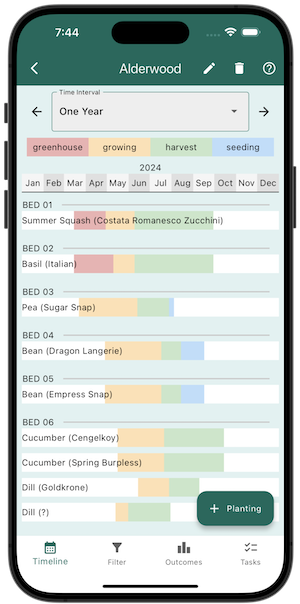 7:44
Alderwood
Time Interval
One Year
greenhouse growing harvest seeding
2024
Jan Feb Mar Apr May Jun Jul Aug Sep Oct Nov Dec
BED 01
Summer Squash (Costata Romanesco Zucchini)
BED 02
Basil (Italian)
BED 03
Pea (Sugar Snap)
BED 04
Bean (Dragon Langerie)
BED 05
Bean (Empress Snap)
BED 06
Cucumber (Cengelkoy)
Cucumber (Spring Burpless)
Dill (Goldkrone)
Dill (?)
+ Planting
Timeline Filter Outcomes Tasks